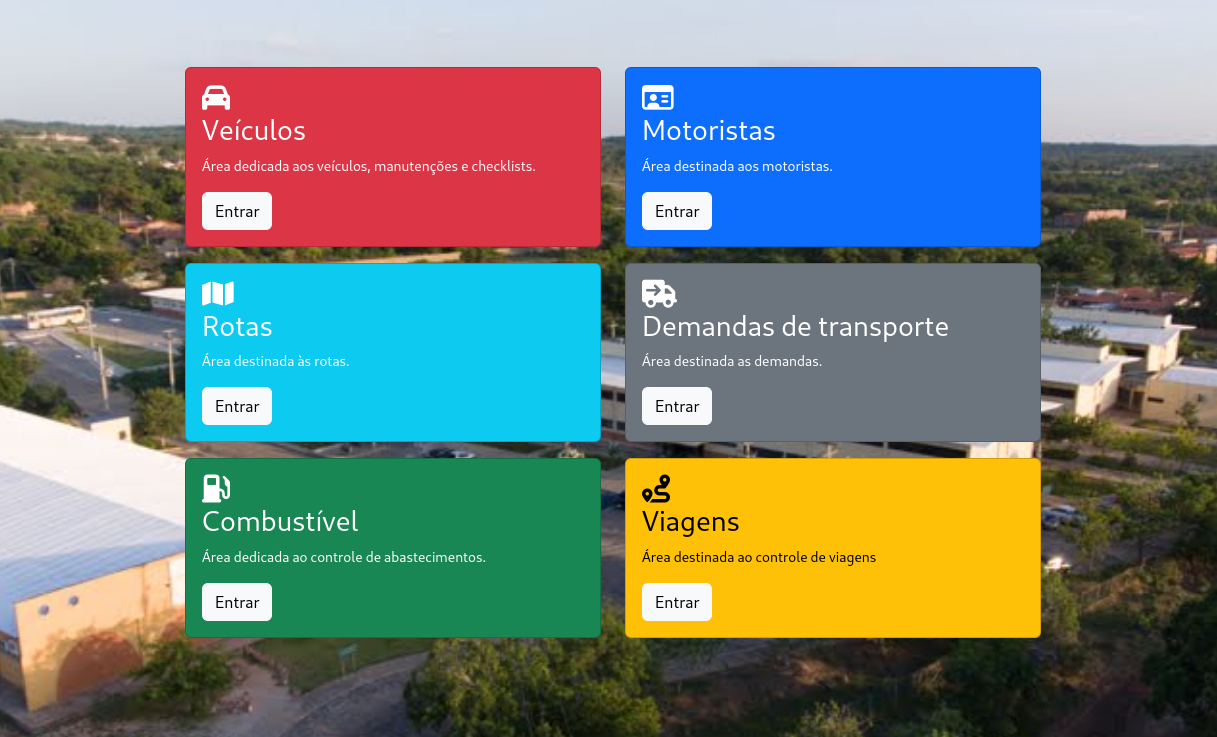 Veículos
Área dedicada aos veículos, manutenções e checklists.
Entrar
Motoristas
Área destinada aos motoristas.
Entrar
Rotas
Área destinada às rotas.
Entrar
Demandas de transporte
Área destinada as demandas.
Entrar
Combustível
Área dedicada ao controle de abastecimentos.
Entrar
Viagens
Área destinada ao controle de viagens
Entrar